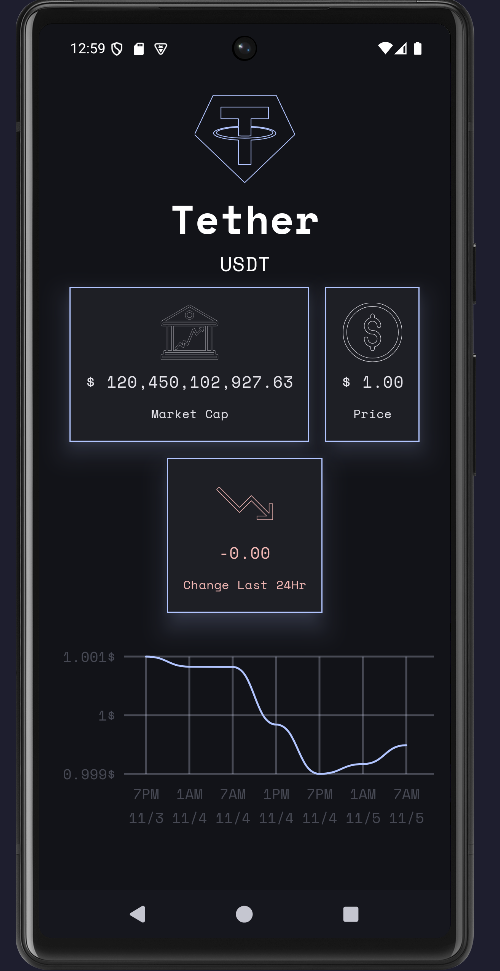 12:59
Tether
USDT
$ 120,450,102,927.63
Market Cap
$ 1.00
Price
-0.00
Change Last 24Hr
1.001$
1$
0.999$
7PM 1AM 7AM 1PM 7PM 1AM 7AM
11/3 11/4 11/4 11/4 11/4 11/5 11/5